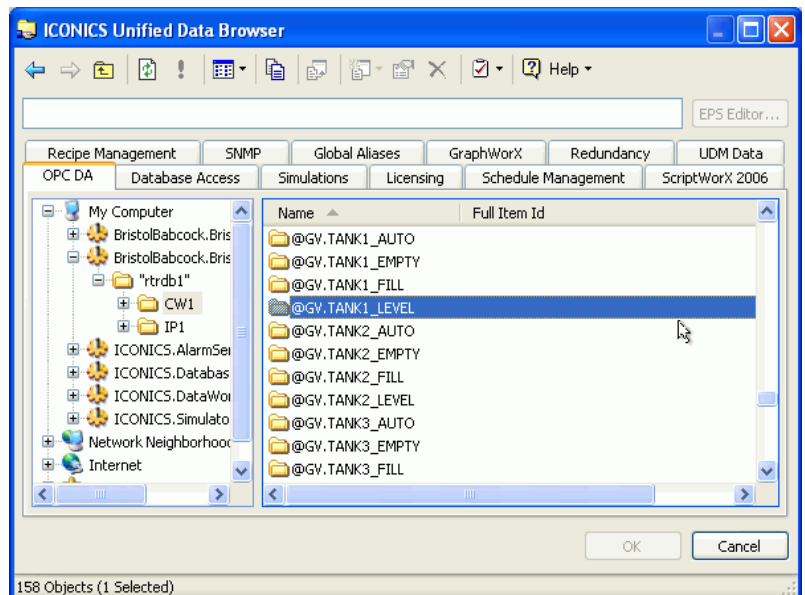 ICONICS Unified Data Browser
Help
EPS Editor...
Recipe Management SNMP Global Aliases GraphWorX Redundancy UDM Data
OPC DA Database Access Simulations Licensing Schedule Management ScriptWorX 2006
My Computer
BristolBabcock.Bris
BristolBabcock.Bris
"rtrdb1"
CW1
IP1
ICONICS.AlarmSer
ICONICS.Databas
ICONICS.DataWor
ICONICS.Simulato
Network Neighborhood
Internet
Name Full Item Id
@GV.TANK1_AUTO
@GV.TANK1_EMPTY
@GV.TANK1_FILL
@GV.TANK1_LEVEL
@GV.TANK2_AUTO
@GV.TANK2_EMPTY
@GV.TANK2_FILL
@GV.TANK2_LEVEL
@GV.TANK3_AUTO
@GV.TANK3_EMPTY
@GV.TANK3_FILL
OK Cancel
158 Objects (1 Selected)